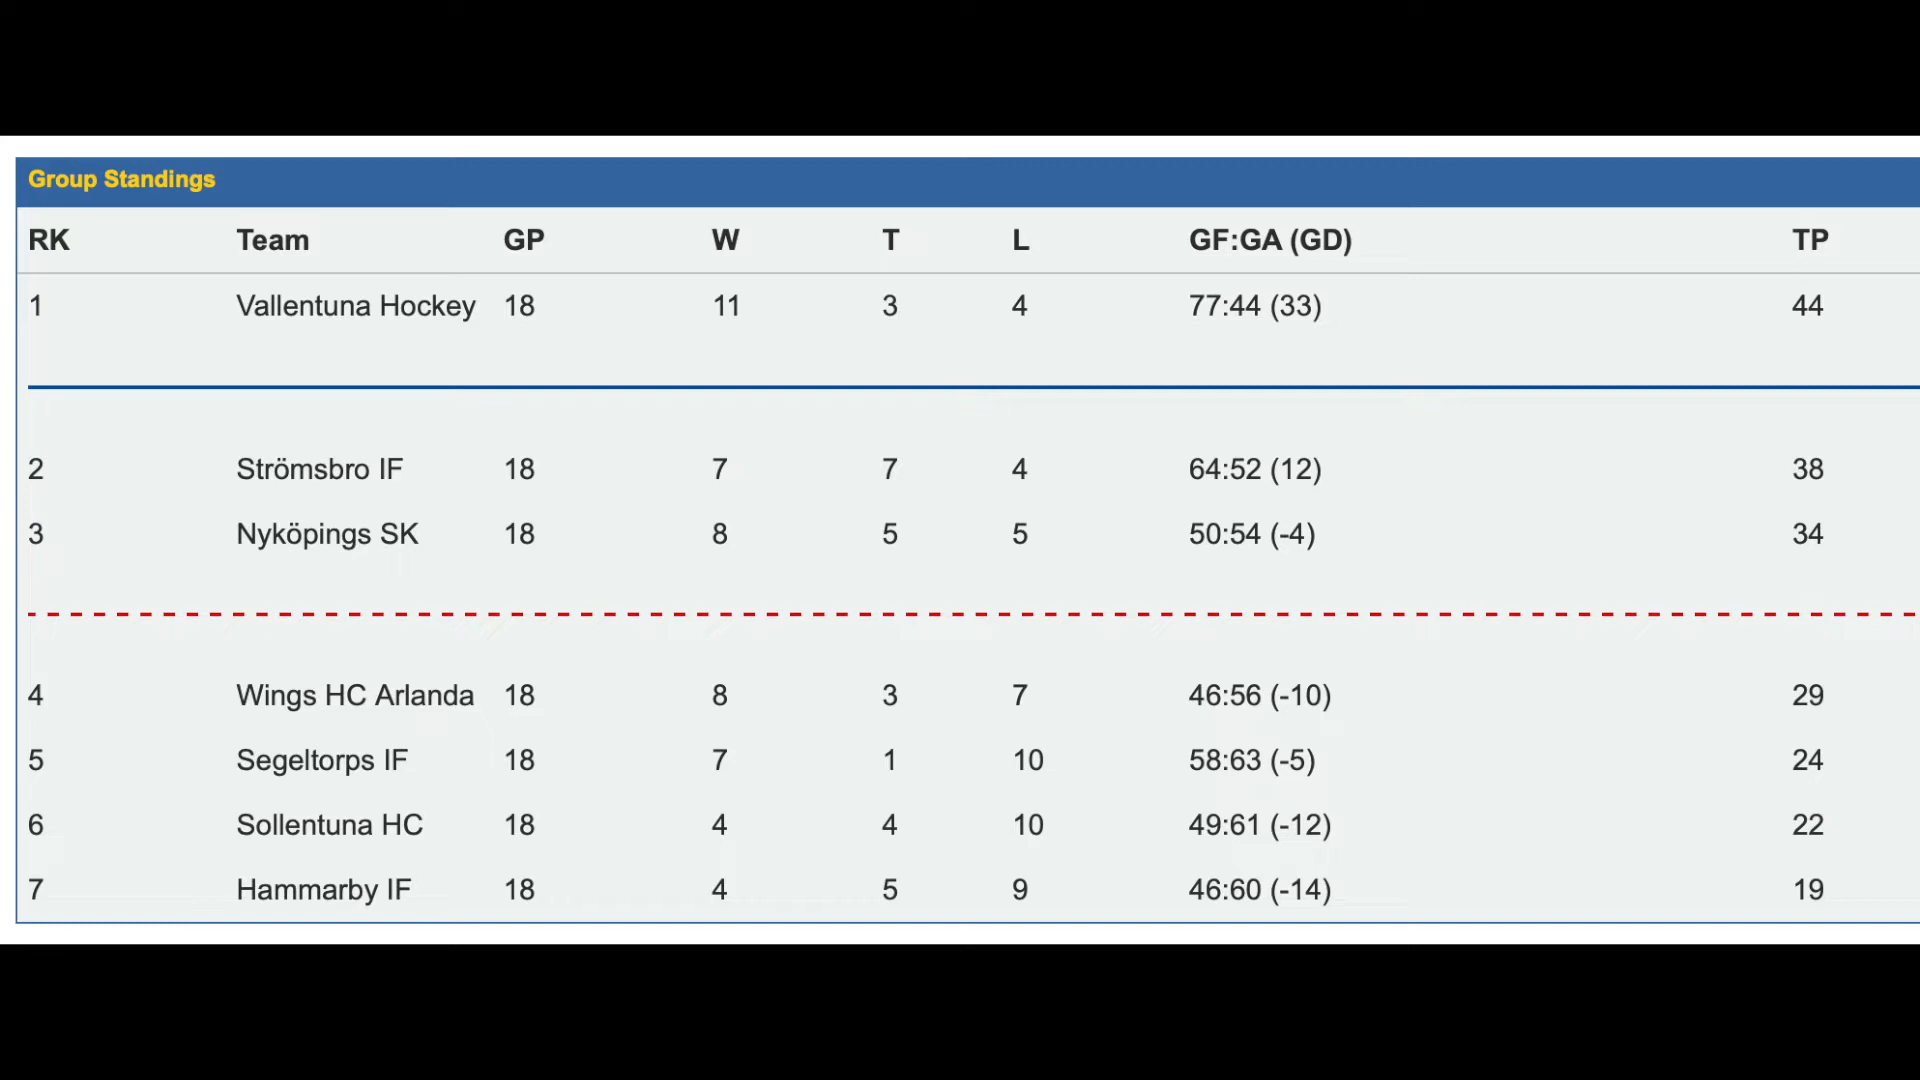 Group Standings
RK Team GP W T L GF:GA (GD) TP
1 Vallentuna Hockey 18 11 3 4 77:44 (33) 44
2 Strömsbro IF 18 7 7 4 64:52 (12) 38
3 Nyköpings SK 18 8 5 5 50:54 (-4) 34
4 Wings HC Arlanda 18 8 3 7 46:56 (-10) 29
5 Segeltorps IF 18 7 1 10 58:63 (-5) 24
6 Sollentuna HC 18 4 4 10 49:61 (-12) 22
7 Hammarby IF 18 4 5 9 46:60 (-14) 19